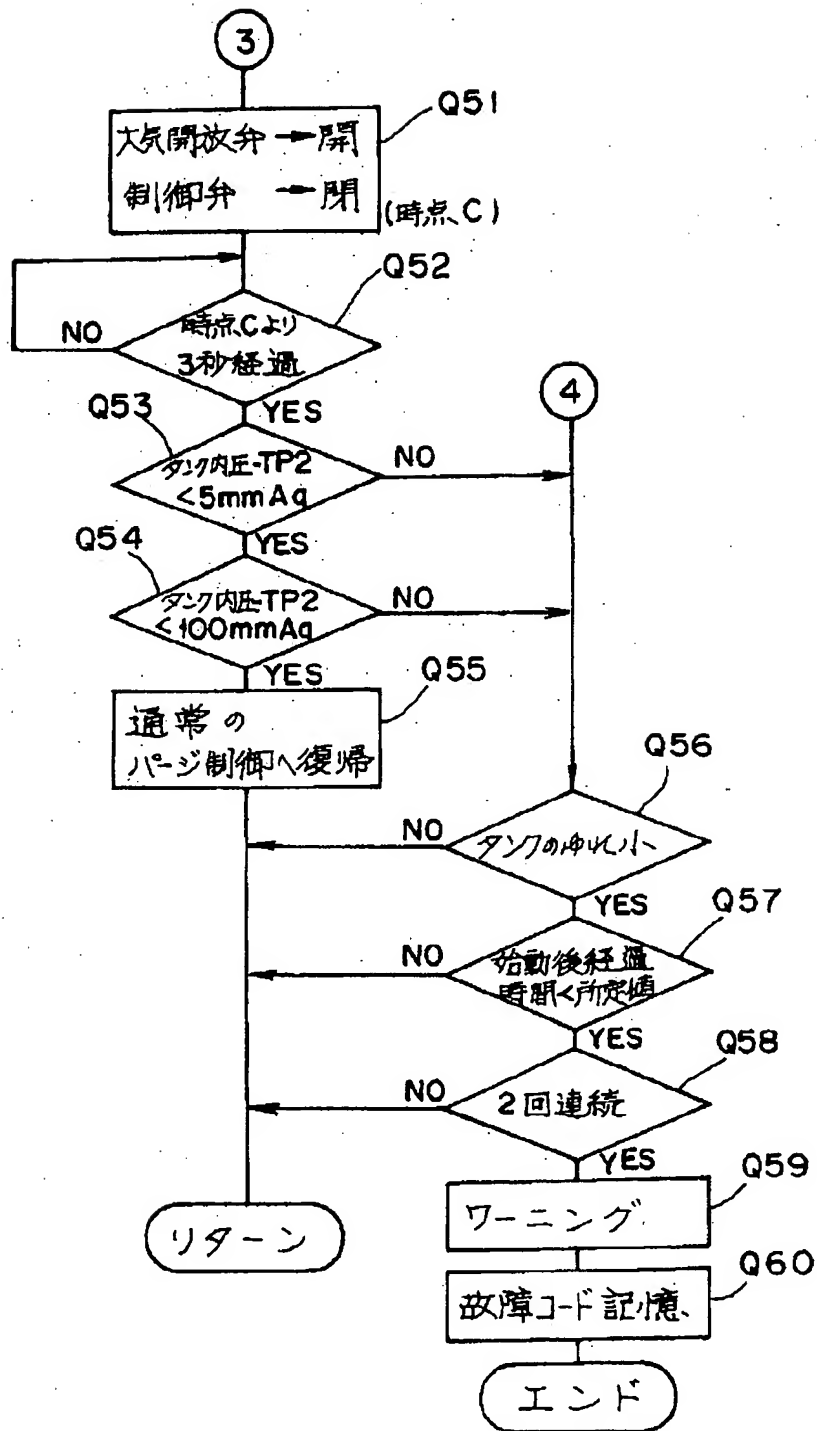 3
Q51
大気開放弁→開
制御弁→閉
(時点C)
Q52
時点Cより
3秒経過
NO
YES
Q53
タンク内圧-TP2
<5mmAq
NO
YES
Q54
タンク内圧-TP2
<100mmAq
NO
YES
Q55
通常の
パージ制御へ復帰
4
Q56
タンクのゆれ小
NO
YES
Q57
始動後経過
時間<所定値
NO
YES
Q58
2回連続
NO
YES
Q59
ワーニング
Q60
故障コード記憶
リターン
エンド